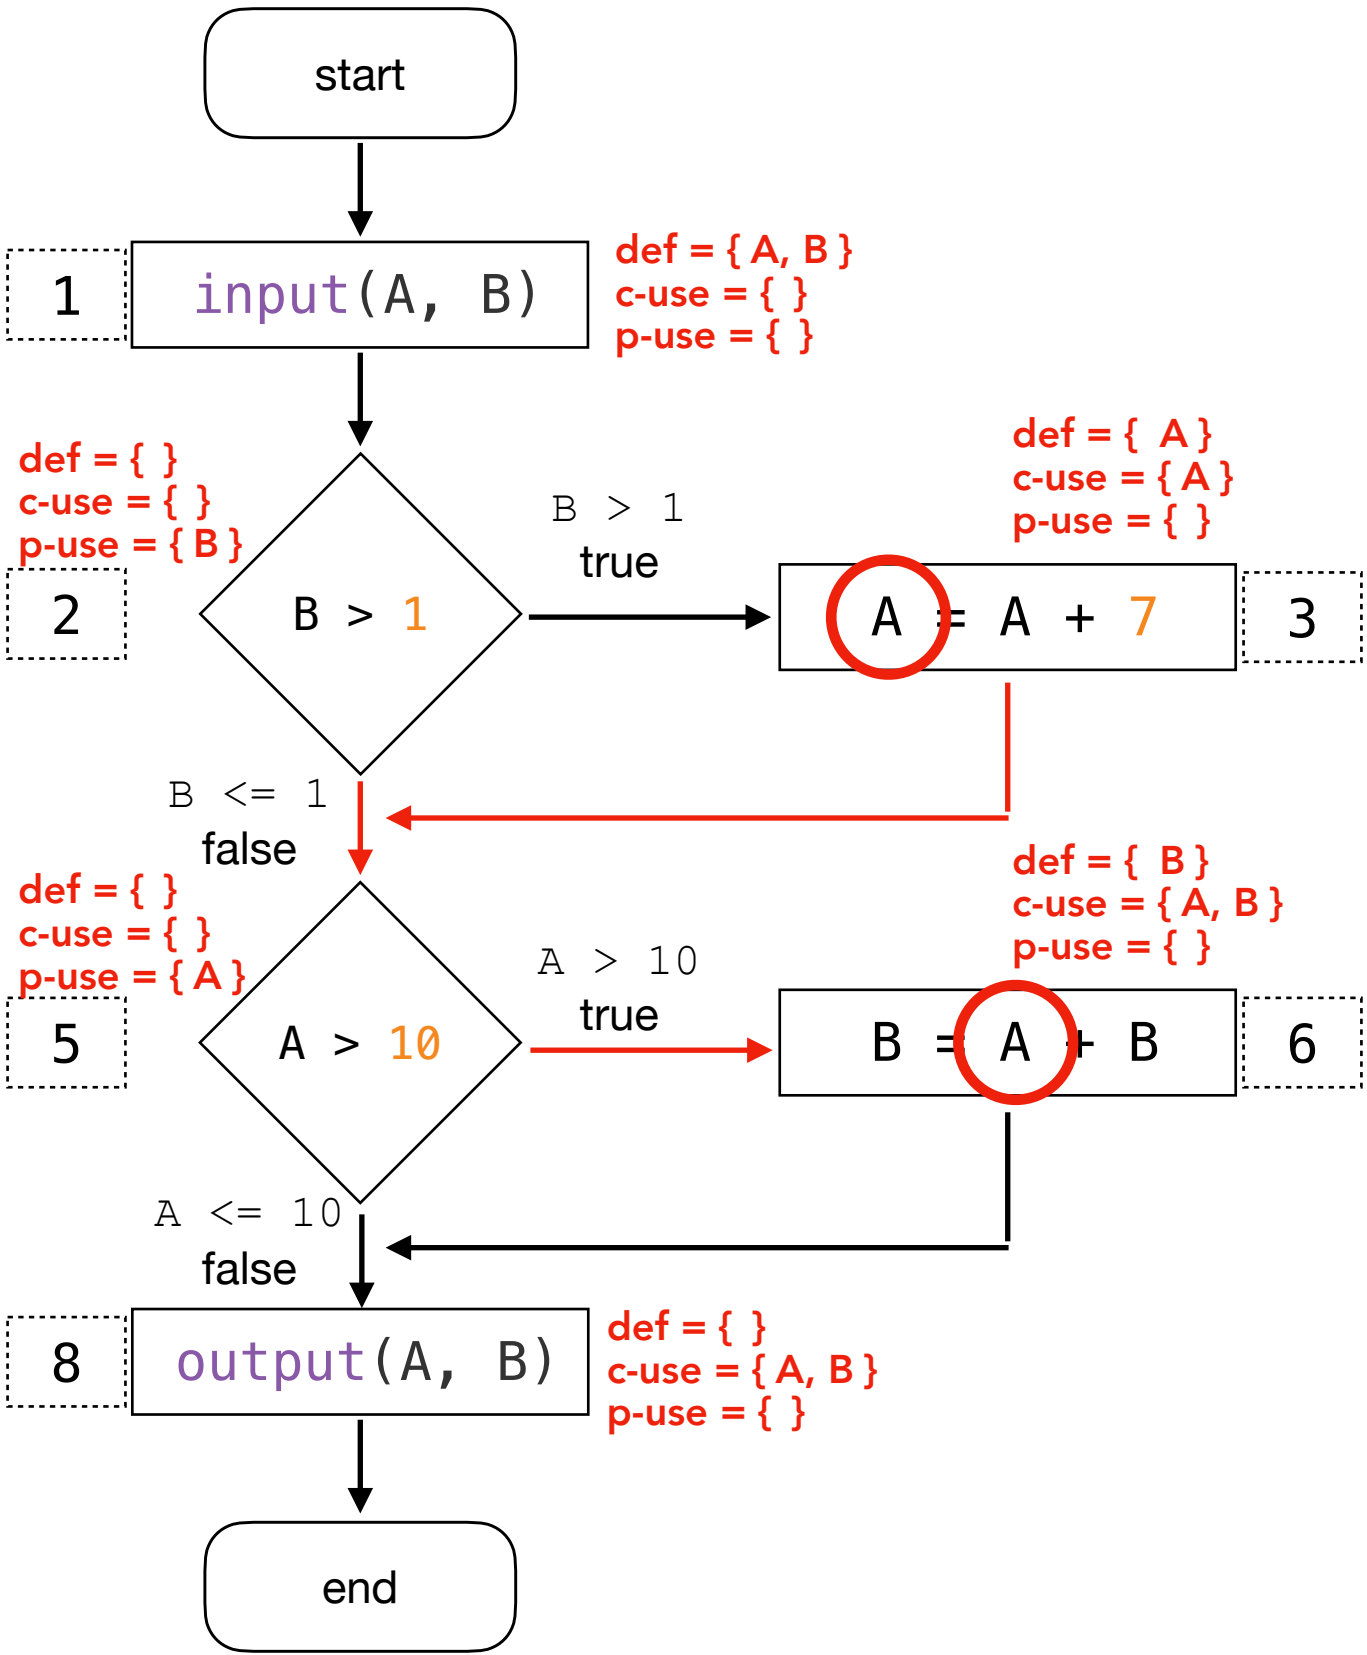 start
1
input(A, B)
def = { A, B }
c-use = { }
p-use = { }
def = { }
c-use = { }
p-use = { B }
2
B > 1
B > 1
true
def = { A }
c-use = { A }
p-use = { }
A = A + 7
3
B <= 1
false
def = { }
c-use = { }
p-use = { A }
5
A > 10
A > 10
true
def = { B }
c-use = { A, B }
p-use = { }
B = A + B
6
A <= 10
false
8
output(A, B)
def = { }
c-use = { A, B }
p-use = { }
end